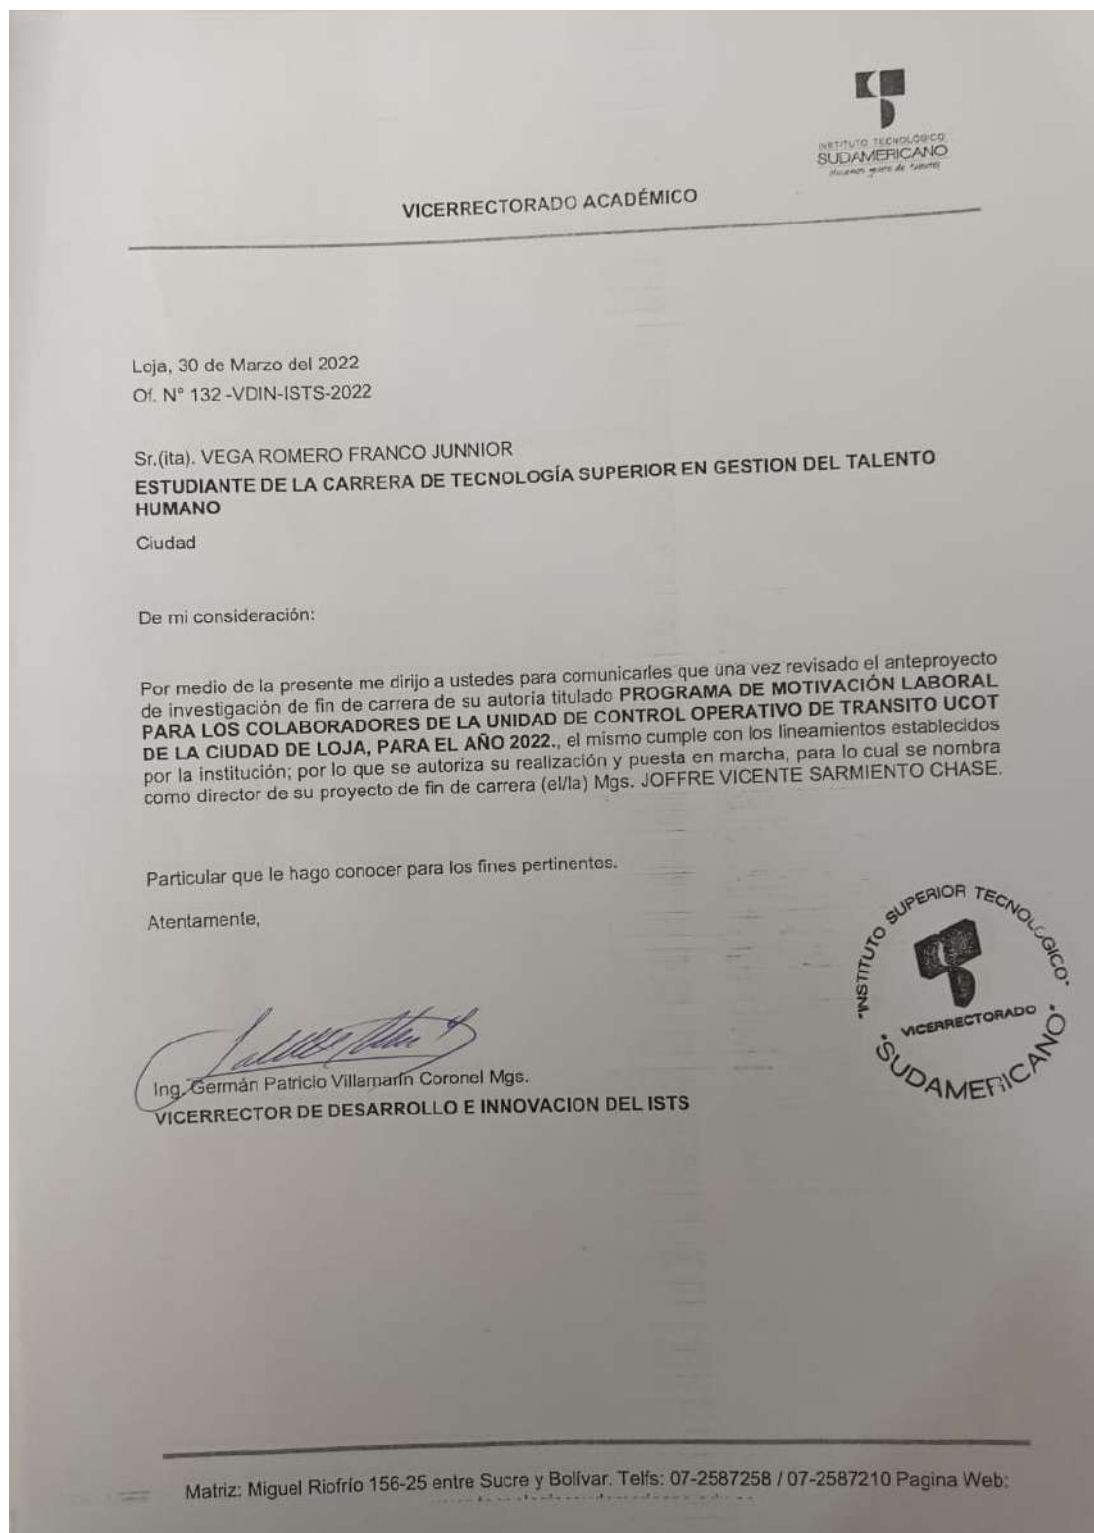 INSTITUTO TECNOLÓGICO
SUDAMERICANO
VICERRECTORADO ACADÉMICO
Loja, 30 de Marzo del 2022
Of. N° 132 -VDIN-ISTS-2022
Sr.(ita). VEGA ROMERO FRANCO JUNNIOR
ESTUDIANTE DE LA CARRERA DE TECNOLOGÍA SUPERIOR EN GESTION DEL TALENTO
HUMANO
Ciudad
De mi consideración:
Por medio de la presente me dirijo a ustedes para comunicarles que una vez revisado el anteproyecto
de investigación de fin de carrera de su autoría titulado PROGRAMA DE MOTIVACIÓN LABORAL
PARA LOS COLABORADORES DE LA UNIDAD DE CONTROL OPERATIVO DE TRANSITO UCOT
DE LA CIUDAD DE LOJA, PARA EL AÑO 2022., el mismo cumple con los lineamientos establecidos
por la institución; por lo que se autoriza su realización y puesta en marcha, para lo cual se nombra
como director de su proyecto de fin de carrera (el/la) Mgs. JOFFRE VICENTE SARMIENTO CHASE.
Particular que le hago conocer para los fines pertinentes.
Atentamente,
"INSTITUTO SUPERIOR TECNOLÓGICO"
VICERRECTORADO
"SUDAMERICANO"
Ing. Germán Patricio Villamarín Coronel Mgs.
VICERRECTOR DE DESARROLLO E INNOVACION DEL ISTS
Matriz: Miguel Riofrío 156-25 entre Sucre y Bolívar. Telfs: 07-2587258 / 07-2587210 Pagina Web: